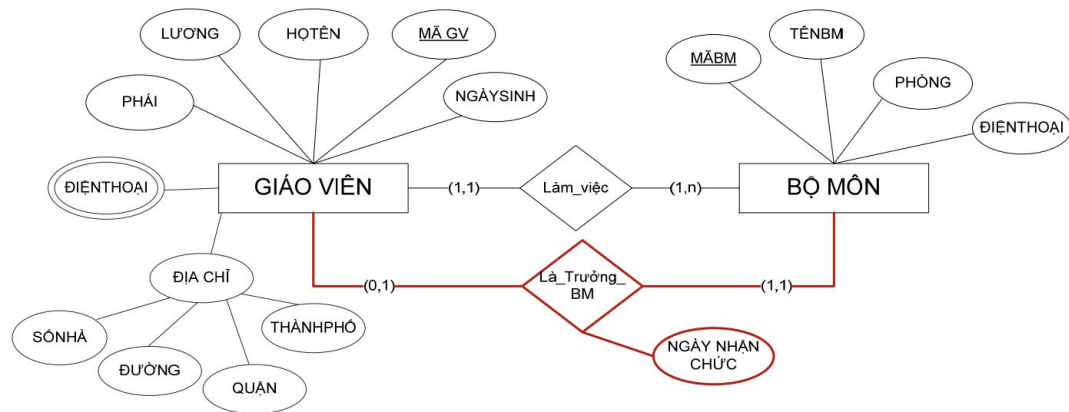 LƯƠNG
HỌTÊN
MÃ GV
TÊNBM
MÃBM
PHÁI
NGÀYSINH
PHÒNG
ĐIỆNTHOẠI
ĐIỆNTHOẠI
GIÁO VIÊN
(1,1)
Làm_việc
(1,n)
BỘ MÔN
ĐỊA CHỈ
(0,1)
Là_Trưởng_
BM
(1,1)
SỐNHÀ
THÀNHPHỐ
ĐƯỜNG
QUẬN
NGÀY NHẬN
CHỨC